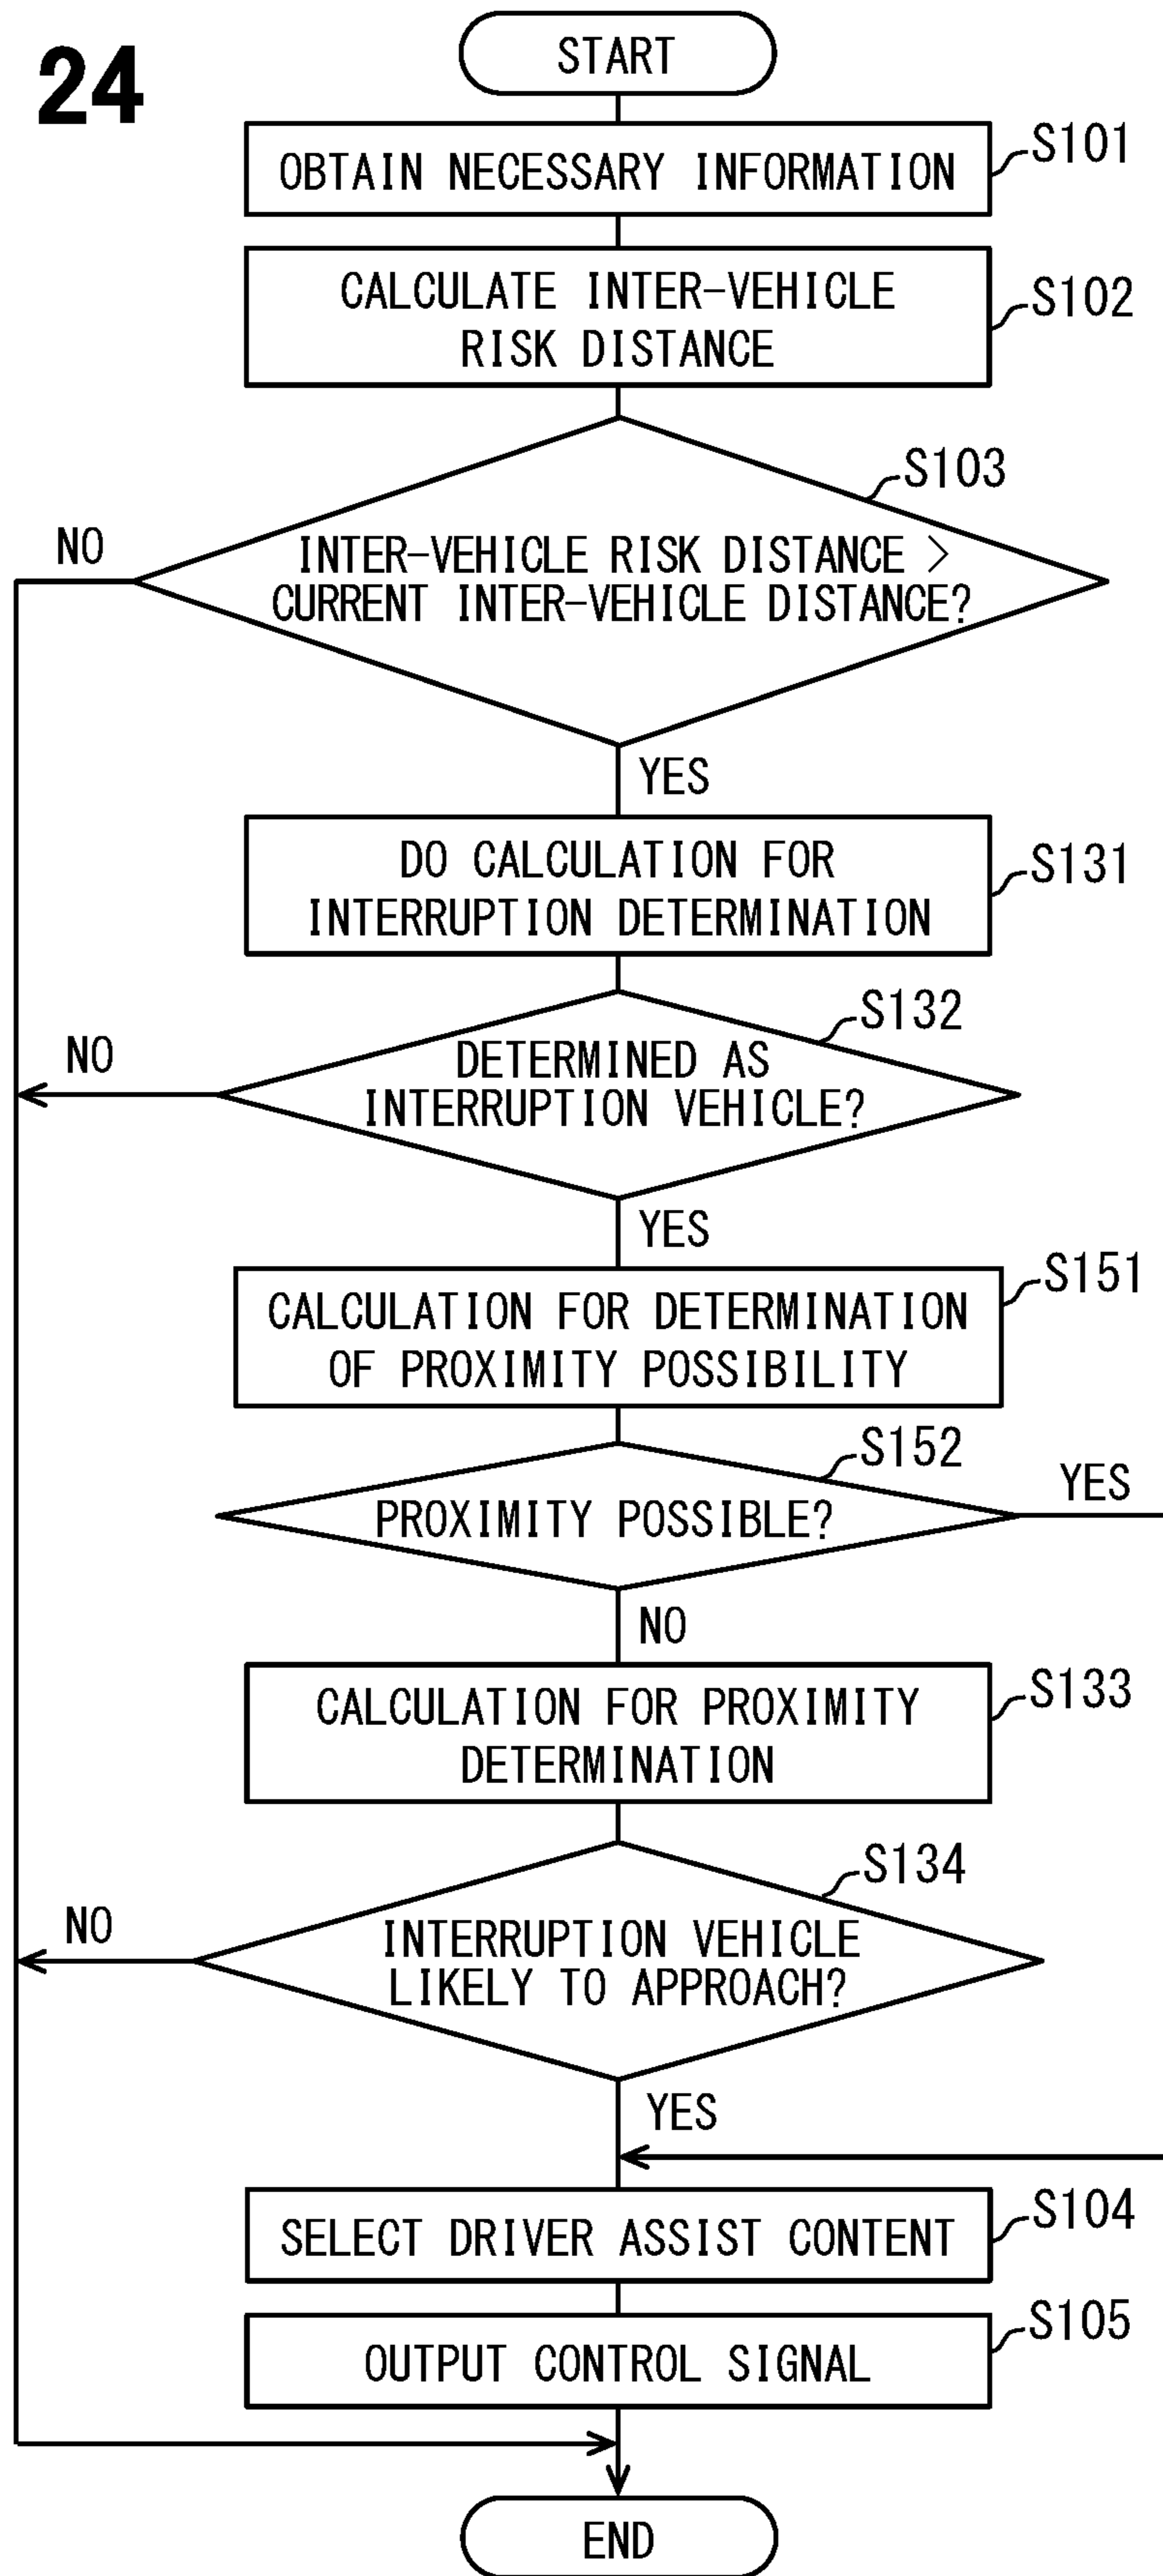 24
START
OBTAIN NECESSARY INFORMATION
S101
CALCULATE INTER-VEHICLE
RISK DISTANCE
S102
S103
NO
INTER-VEHICLE RISK DISTANCE >
CURRENT INTER-VEHICLE DISTANCE?
YES
DO CALCULATION FOR
INTERRUPTION DETERMINATION
S131
S132
NO
DETERMINED AS
INTERRUPTION VEHICLE?
YES
S151
CALCULATION FOR DETERMINATION
OF PROXIMITY POSSIBILITY
S152
YES
PROXIMITY POSSIBLE?
NO
CALCULATION FOR PROXIMITY
DETERMINATION
S133
S134
NO
INTERRUPTION VEHICLE
LIKELY TO APPROACH?
YES
SELECT DRIVER ASSIST CONTENT
S104
OUTPUT CONTROL SIGNAL
S105
END